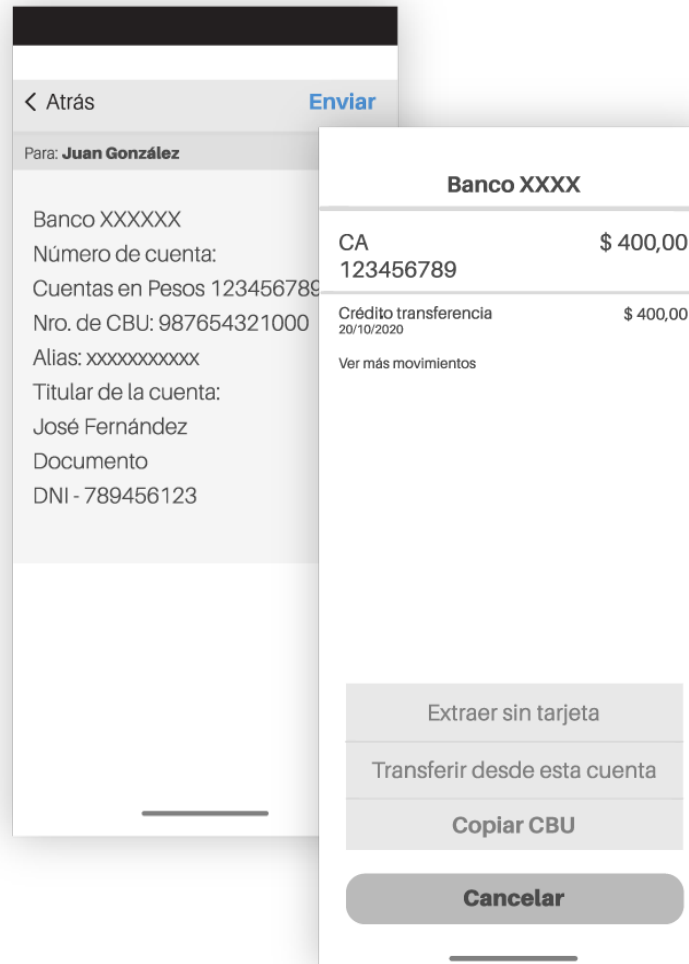 Atrás
Enviar
Para: Juan González
Banco XXXXXX
Número de cuenta:
Cuentas en Pesos 123456789
Nro. de CBU: 987654321000
Alias: xxxxxxxxxxx
Titular de la cuenta:
José Fernández
Documento
DNI - 789456123
Banco XXXX
CA $ 400,00
123456789
Crédito transferencia $ 400,00
20/10/2020
Ver más movimientos
Extraer sin tarjeta
Transferir desde esta cuenta
Copiar CBU
Cancelar